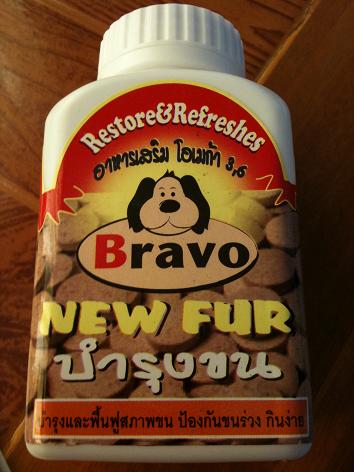 Restore&Refreshes
อาหารเสริม โอเมก้า 3,6
Bravo
NEW FUR
บำรุงขน
บำรุงและฟื้นฟูสภาพขน ป้องกันขนร่วง กินง่าย